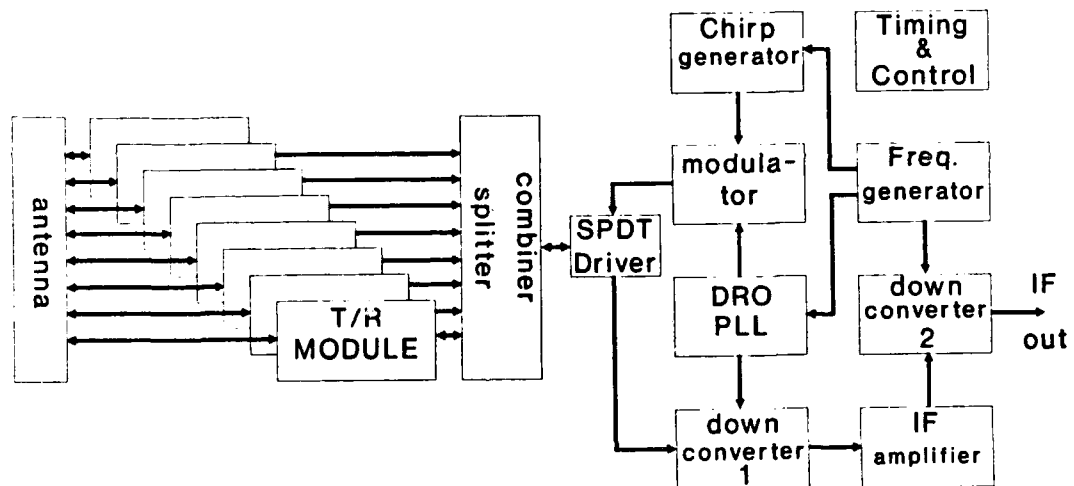 antenna
T/R
MODULE
splitter
combiner
SPDT
Driver
Chirp
generator
modula-
tor
DRO
PLL
down
converter
1
Timing
&
Control
Freq.
generator
down
converter
2
IF
amplifier
IF
out